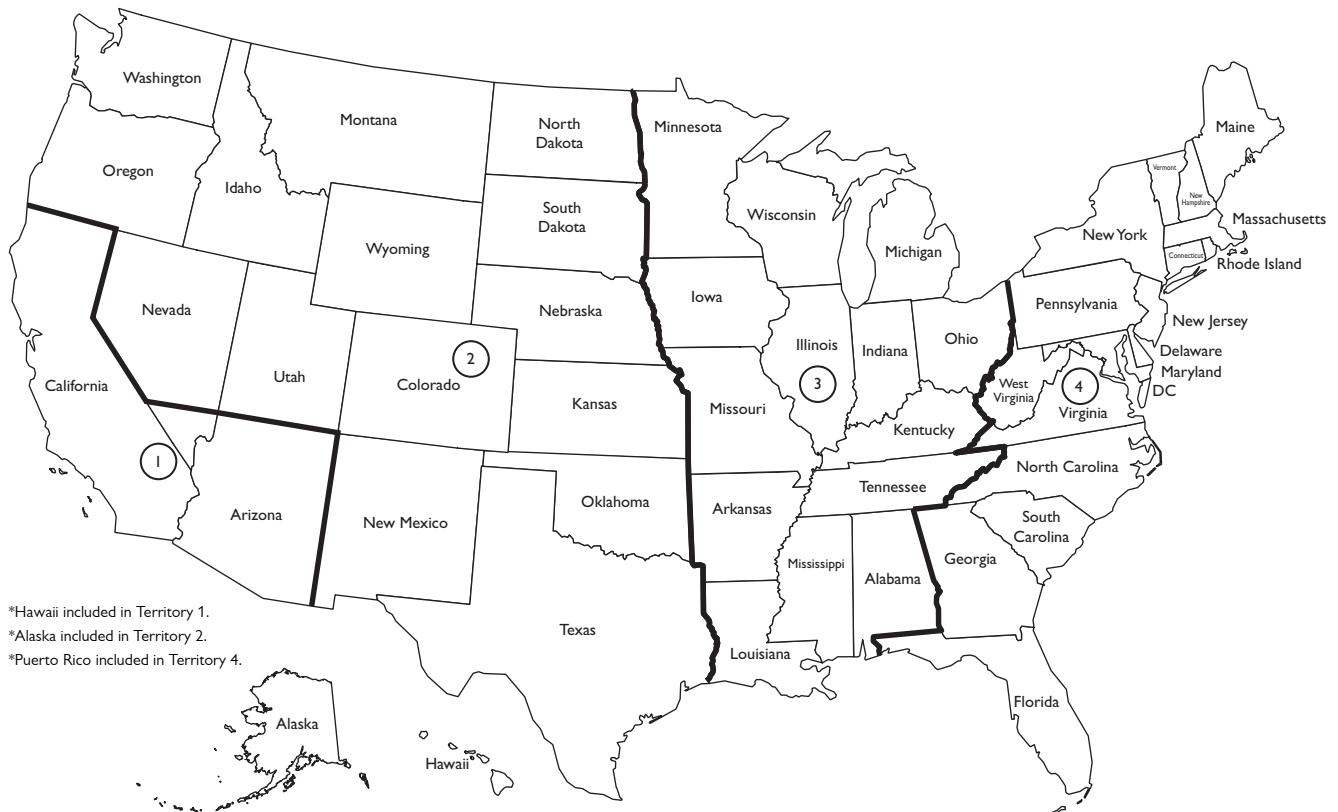 Washington
Montana
North
Dakota
Minnesota
Maine
Oregon
Idaho
Vermont
New
Hampshire
South
Dakota
Wisconsin
Massachusetts
Wyoming
Michigan
New York
Connecticut
Rhode Island
Nevada
Nebraska
Iowa
Pennsylvania
New Jersey
Utah
Colorado
2
Illinois
Indiana
Ohio
Delaware
Maryland
DC
California
Kansas
Missouri
3
West
Virginia
4
Virginia
Kentucky
1
North Carolina
Arizona
New Mexico
Oklahoma
Arkansas
Tennessee
South
Carolina
Mississippi
Alabama
Georgia
*Hawaii included in Territory 1.
*Alaska included in Territory 2.
*Puerto Rico included in Territory 4.
Texas
Louisiana
Florida
Alaska
Hawaii